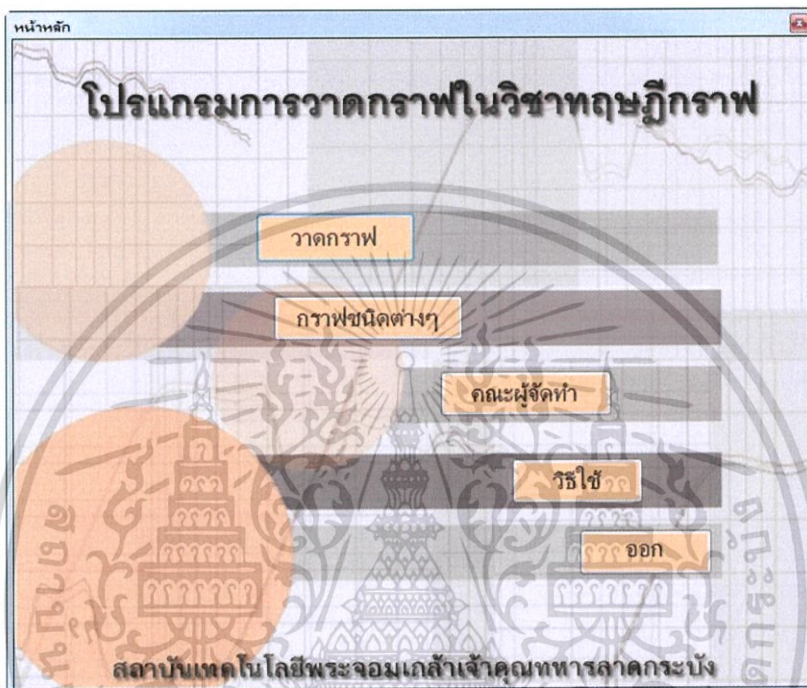 หน้าหลัก
โปรแกรมการวาดกราฟในวิชาทฤษฎีกราฟ
วาดกราฟ
กราฟชนิดต่างๆ
คณะผู้จัดทำ
วิธีใช้
ออก
สถาบันเทคโนโลยีพระจอมเกล้าเจ้าคุณทหารลาดกระบัง